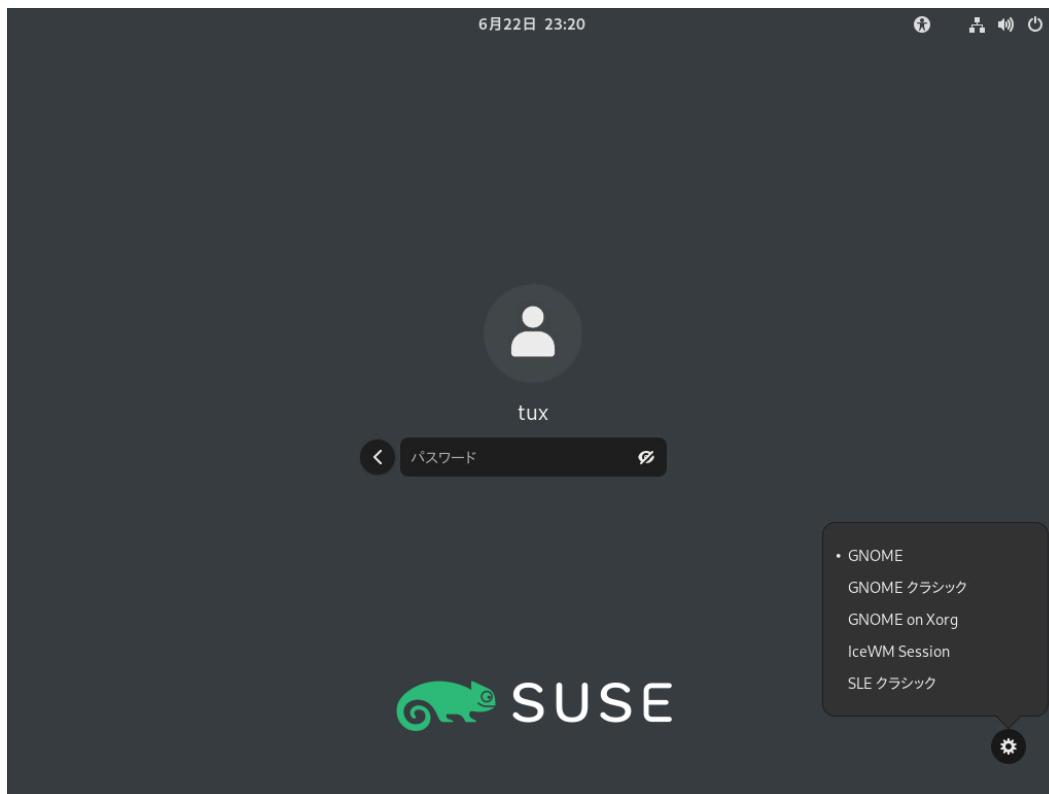 6月22日 23:20
tux
パスワード
GNOME
GNOME クラシック
GNOME on Xorg
IceWM Session
SLE クラシック
SUSE